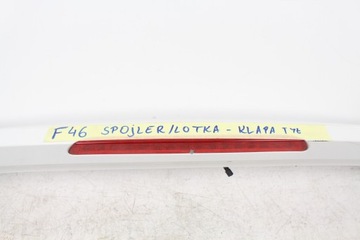 F46 SPOJLER/LOTKA - KLAPA TYŁ